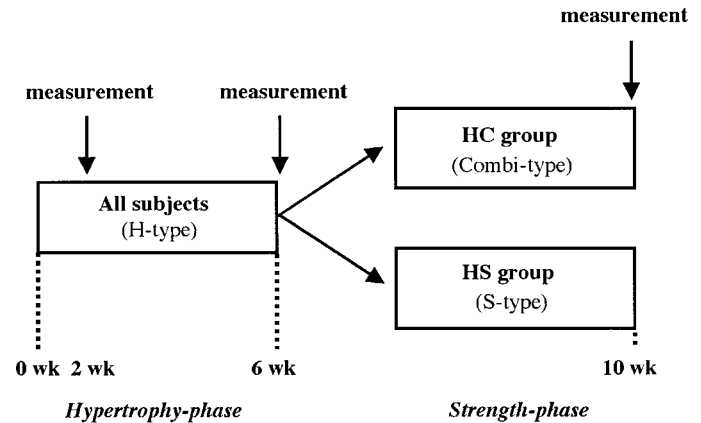 measurement
measurement measurement
HC group
(Combi-type)
All subjects
(H-type)
HS group
(S-type)
0 wk 2 wk 6 wk 10 wk
Hypertrophy-phase Strength-phase